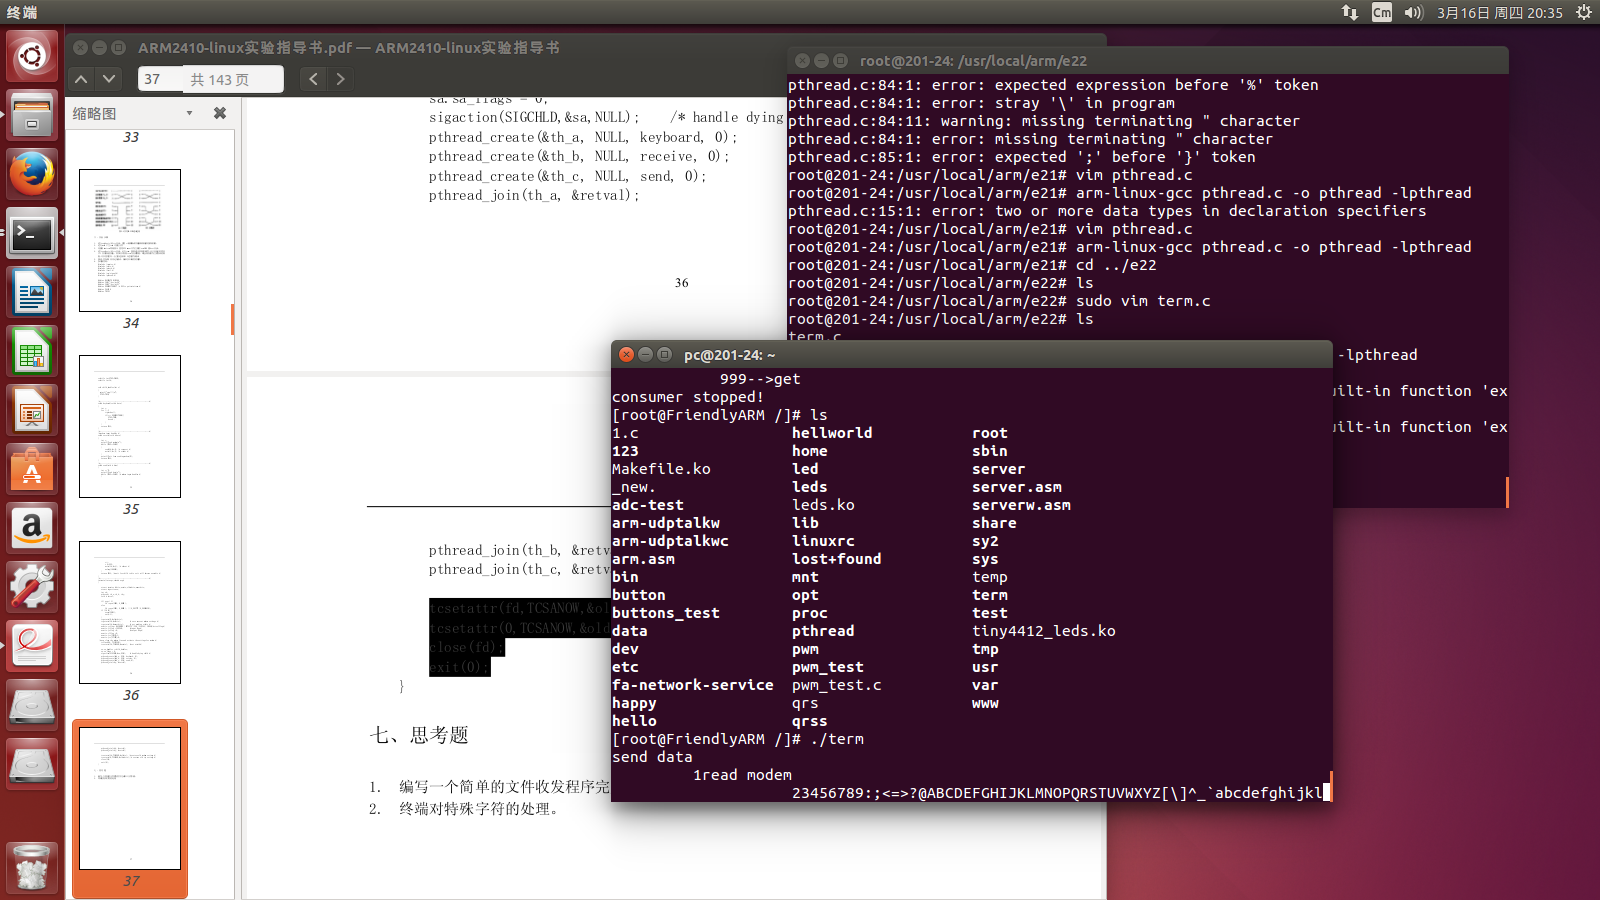 终端
Cm
3月16日 周四 20:35
ARM2410-linux实验指导书.pdf — ARM2410-linux实验指导书
37
共 143 页
缩略图
33
34
35
36
37
sa.sa_flags = 0;
sigaction(SIGCHLD,&sa,NULL); /* handle dying
pthread_create(&th_a, NULL, keyboard, 0);
pthread_create(&th_b, NULL, receive, 0);
pthread_create(&th_c, NULL, send, 0);
pthread_join(th_a, &retval);
36
pthread_join(th_b, &retv
pthread_join(th_c, &retv
tcsetattr(fd,TCSANOW,&ol
tcsetattr(0,TCSANOW,&old
close(fd);
exit(0);
}
七、思考题
1. 编写一个简单的文件收发程序完
2. 终端对特殊字符的处理。
root@201-24: /usr/local/arm/e22
pthread.c:84:1: error: expected expression before '%' token
pthread.c:84:1: error: stray '\' in program
pthread.c:84:11: warning: missing terminating " character
pthread.c:84:1: error: missing terminating " character
pthread.c:85:1: error: expected ';' before '}' token
root@201-24:/usr/local/arm/e21# vim pthread.c
root@201-24:/usr/local/arm/e21# arm-linux-gcc pthread.c -o pthread -lpthread
pthread.c:15:1: error: two or more data types in declaration specifiers
root@201-24:/usr/local/arm/e21# vim pthread.c
root@201-24:/usr/local/arm/e21# arm-linux-gcc pthread.c -o pthread -lpthread
root@201-24:/usr/local/arm/e21# cd ../e22
root@201-24:/usr/local/arm/e22# ls
root@201-24:/usr/local/arm/e22# sudo vim term.c
root@201-24:/usr/local/arm/e22# ls
term.c
-lpthread
uilt-in function 'ex
uilt-in function 'ex
pc@201-24: ~
999-->get
consumer stopped!
[root@FriendlyARM /]# ls
1.c hellworld root
123 home sbin
Makefile.ko led server
_new. leds server.asm
adc-test leds.ko serverw.asm
arm-udptalkw lib share
arm-udptalkwc linuxrc sy2
arm.asm lost+found sys
bin mnt temp
button opt term
buttons_test proc test
data pthread tiny4412_leds.ko
dev pwm tmp
etc pwm_test usr
fa-network-service pwm_test.c var
happy qrs www
hello qrss
[root@FriendlyARM /]# ./term
send data
1read modem
23456789:;<=>?@ABCDEFGHIJKLMNOPQRSTUVWXYZ[\]^_`abcdefghijkl